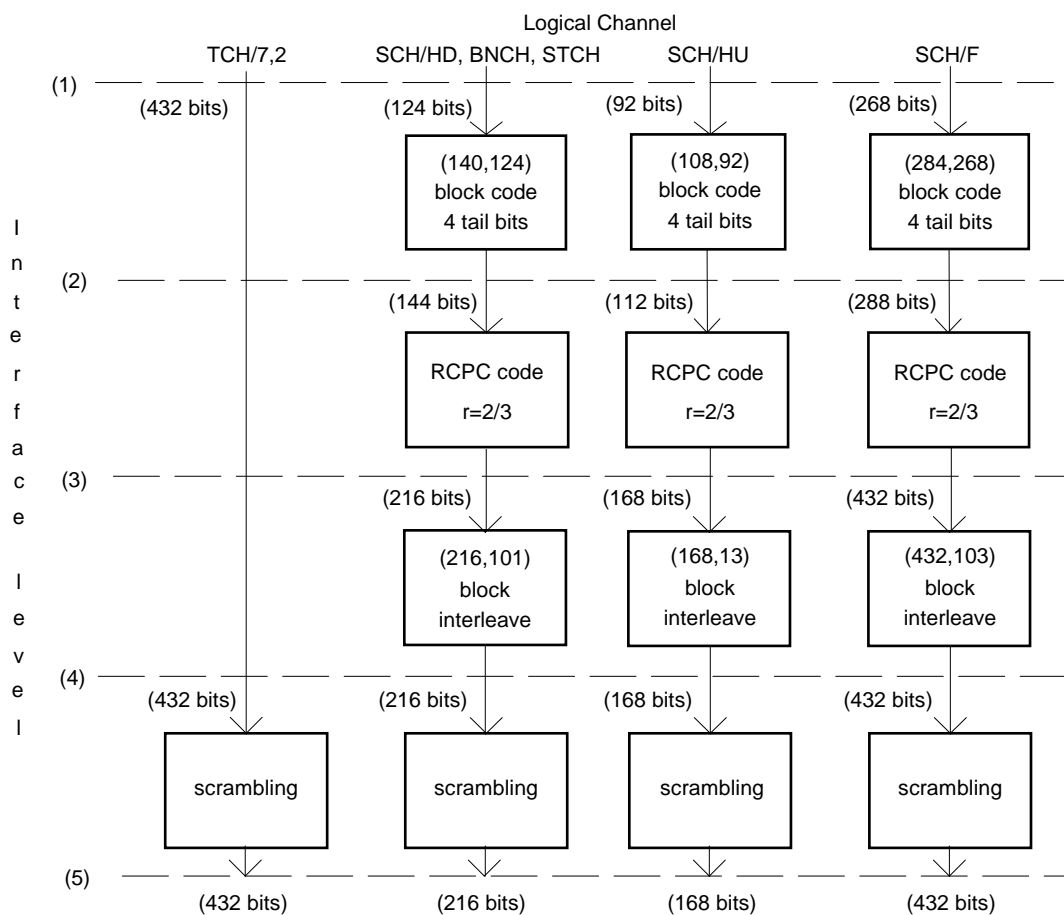 Logical Channel
TCH/7,2 SCH/HD, BNCH, STCH SCH/HU SCH/F
(1)
(432 bits) (124 bits) (92 bits) (268 bits)
(140,124) (108,92) (284,268)
block code block code block code
4 tail bits 4 tail bits 4 tail bits
(2)
(144 bits) (112 bits) (288 bits)
RCPC code RCPC code RCPC code
r=2/3 r=2/3 r=2/3
(3)
(216 bits) (168 bits) (432 bits)
(216,101) (168,13) (432,103)
block block block
interleave interleave interleave
(4)
(432 bits) (216 bits) (168 bits) (432 bits)
scrambling scrambling scrambling scrambling
(5)
(432 bits) (216 bits) (168 bits) (432 bits)
Interface level